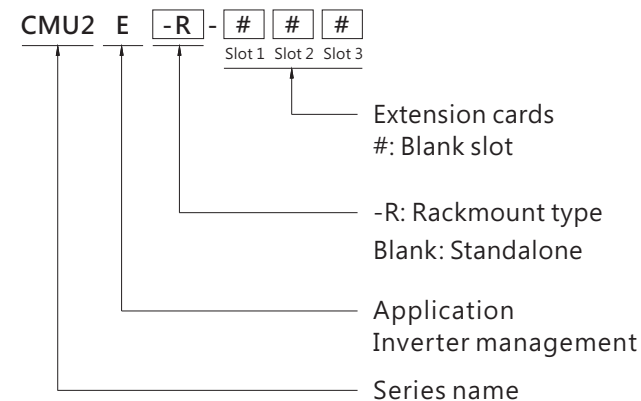 CMU2 E -R - # # #
Slot 1 Slot 2 Slot 3
Extension cards
#: Blank slot
-R: Rackmount type
Blank: Standalone
Application
Inverter management
Series name